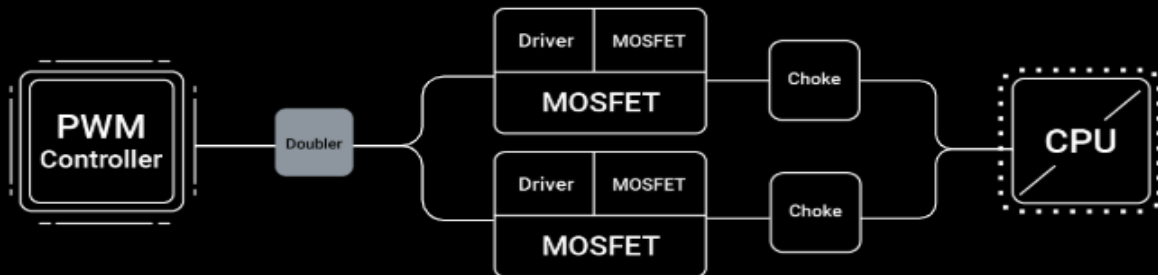 PWM
Controller
Doubler
Driver MOSFET
MOSFET
Choke
Driver MOSFET
MOSFET
Choke
CPU